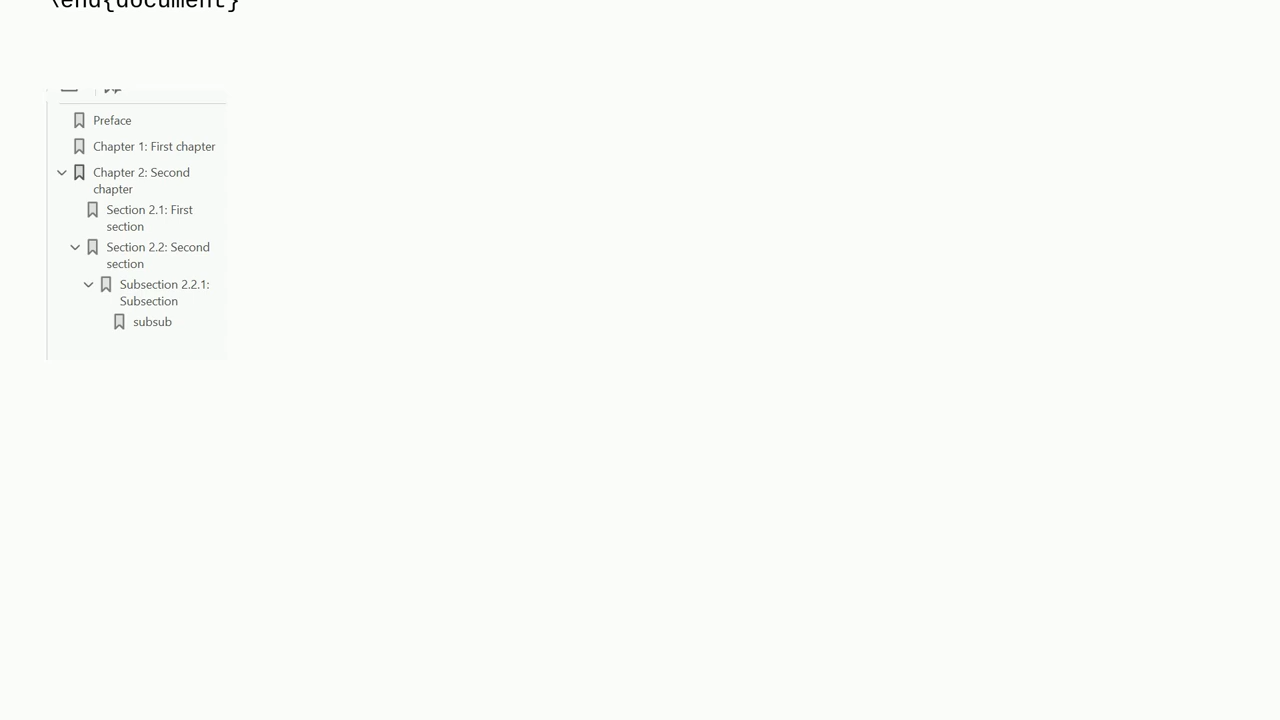 \end{document}
Preface
Chapter 1: First chapter
Chapter 2: Second
chapter
Section 2.1: First
section
Section 2.2: Second
section
Subsection 2.2.1:
Subsection
subsub